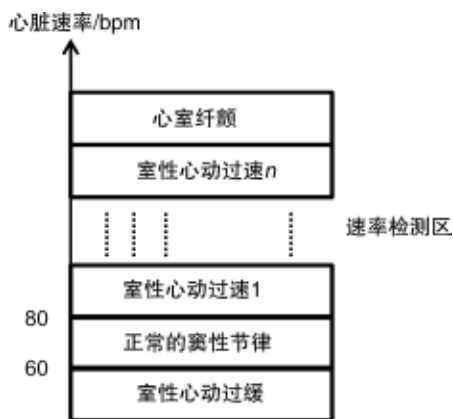 心脏速率/bpm
心室纤颤
室性心动过速n
速率检测区
室性心动过速1
80
正常的窦性节律
60
室性心动过缓